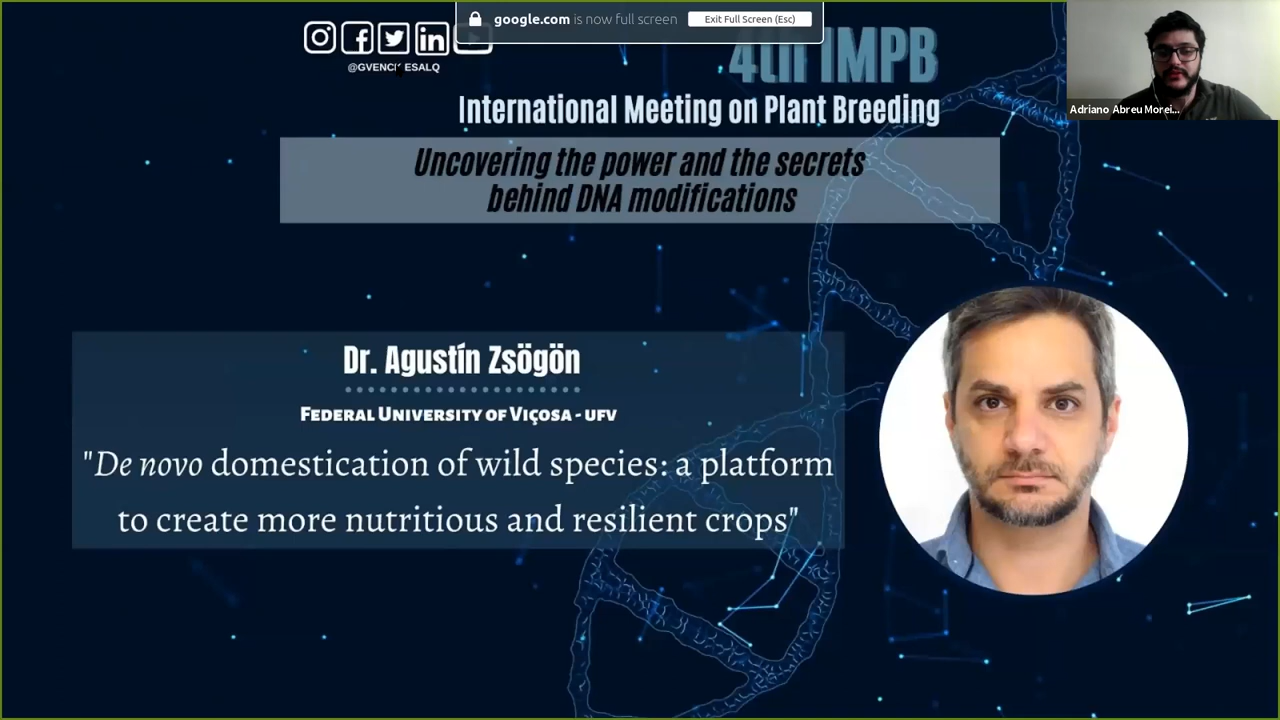 google.com is now full screen
Exit Full Screen (Esc)
@GVENCK ESALQ
4th IMPB
International Meeting on Plant Breeding
Uncovering the power and the secrets
behind DNA modifications
Dr. Agustín Zsögön
Federal University of Viçosa - UFV
"De novo domestication of wild species: a platform
to create more nutritious and resilient crops"
Adriano Abreu Morei...